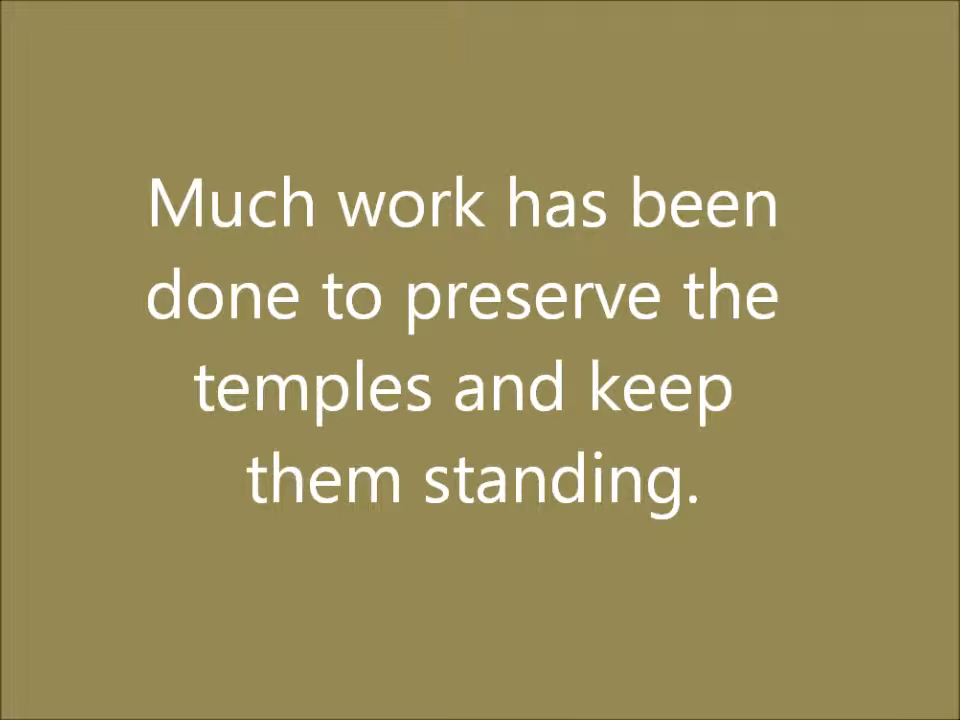 Much work has been
done to preserve the
temples and keep
them standing.